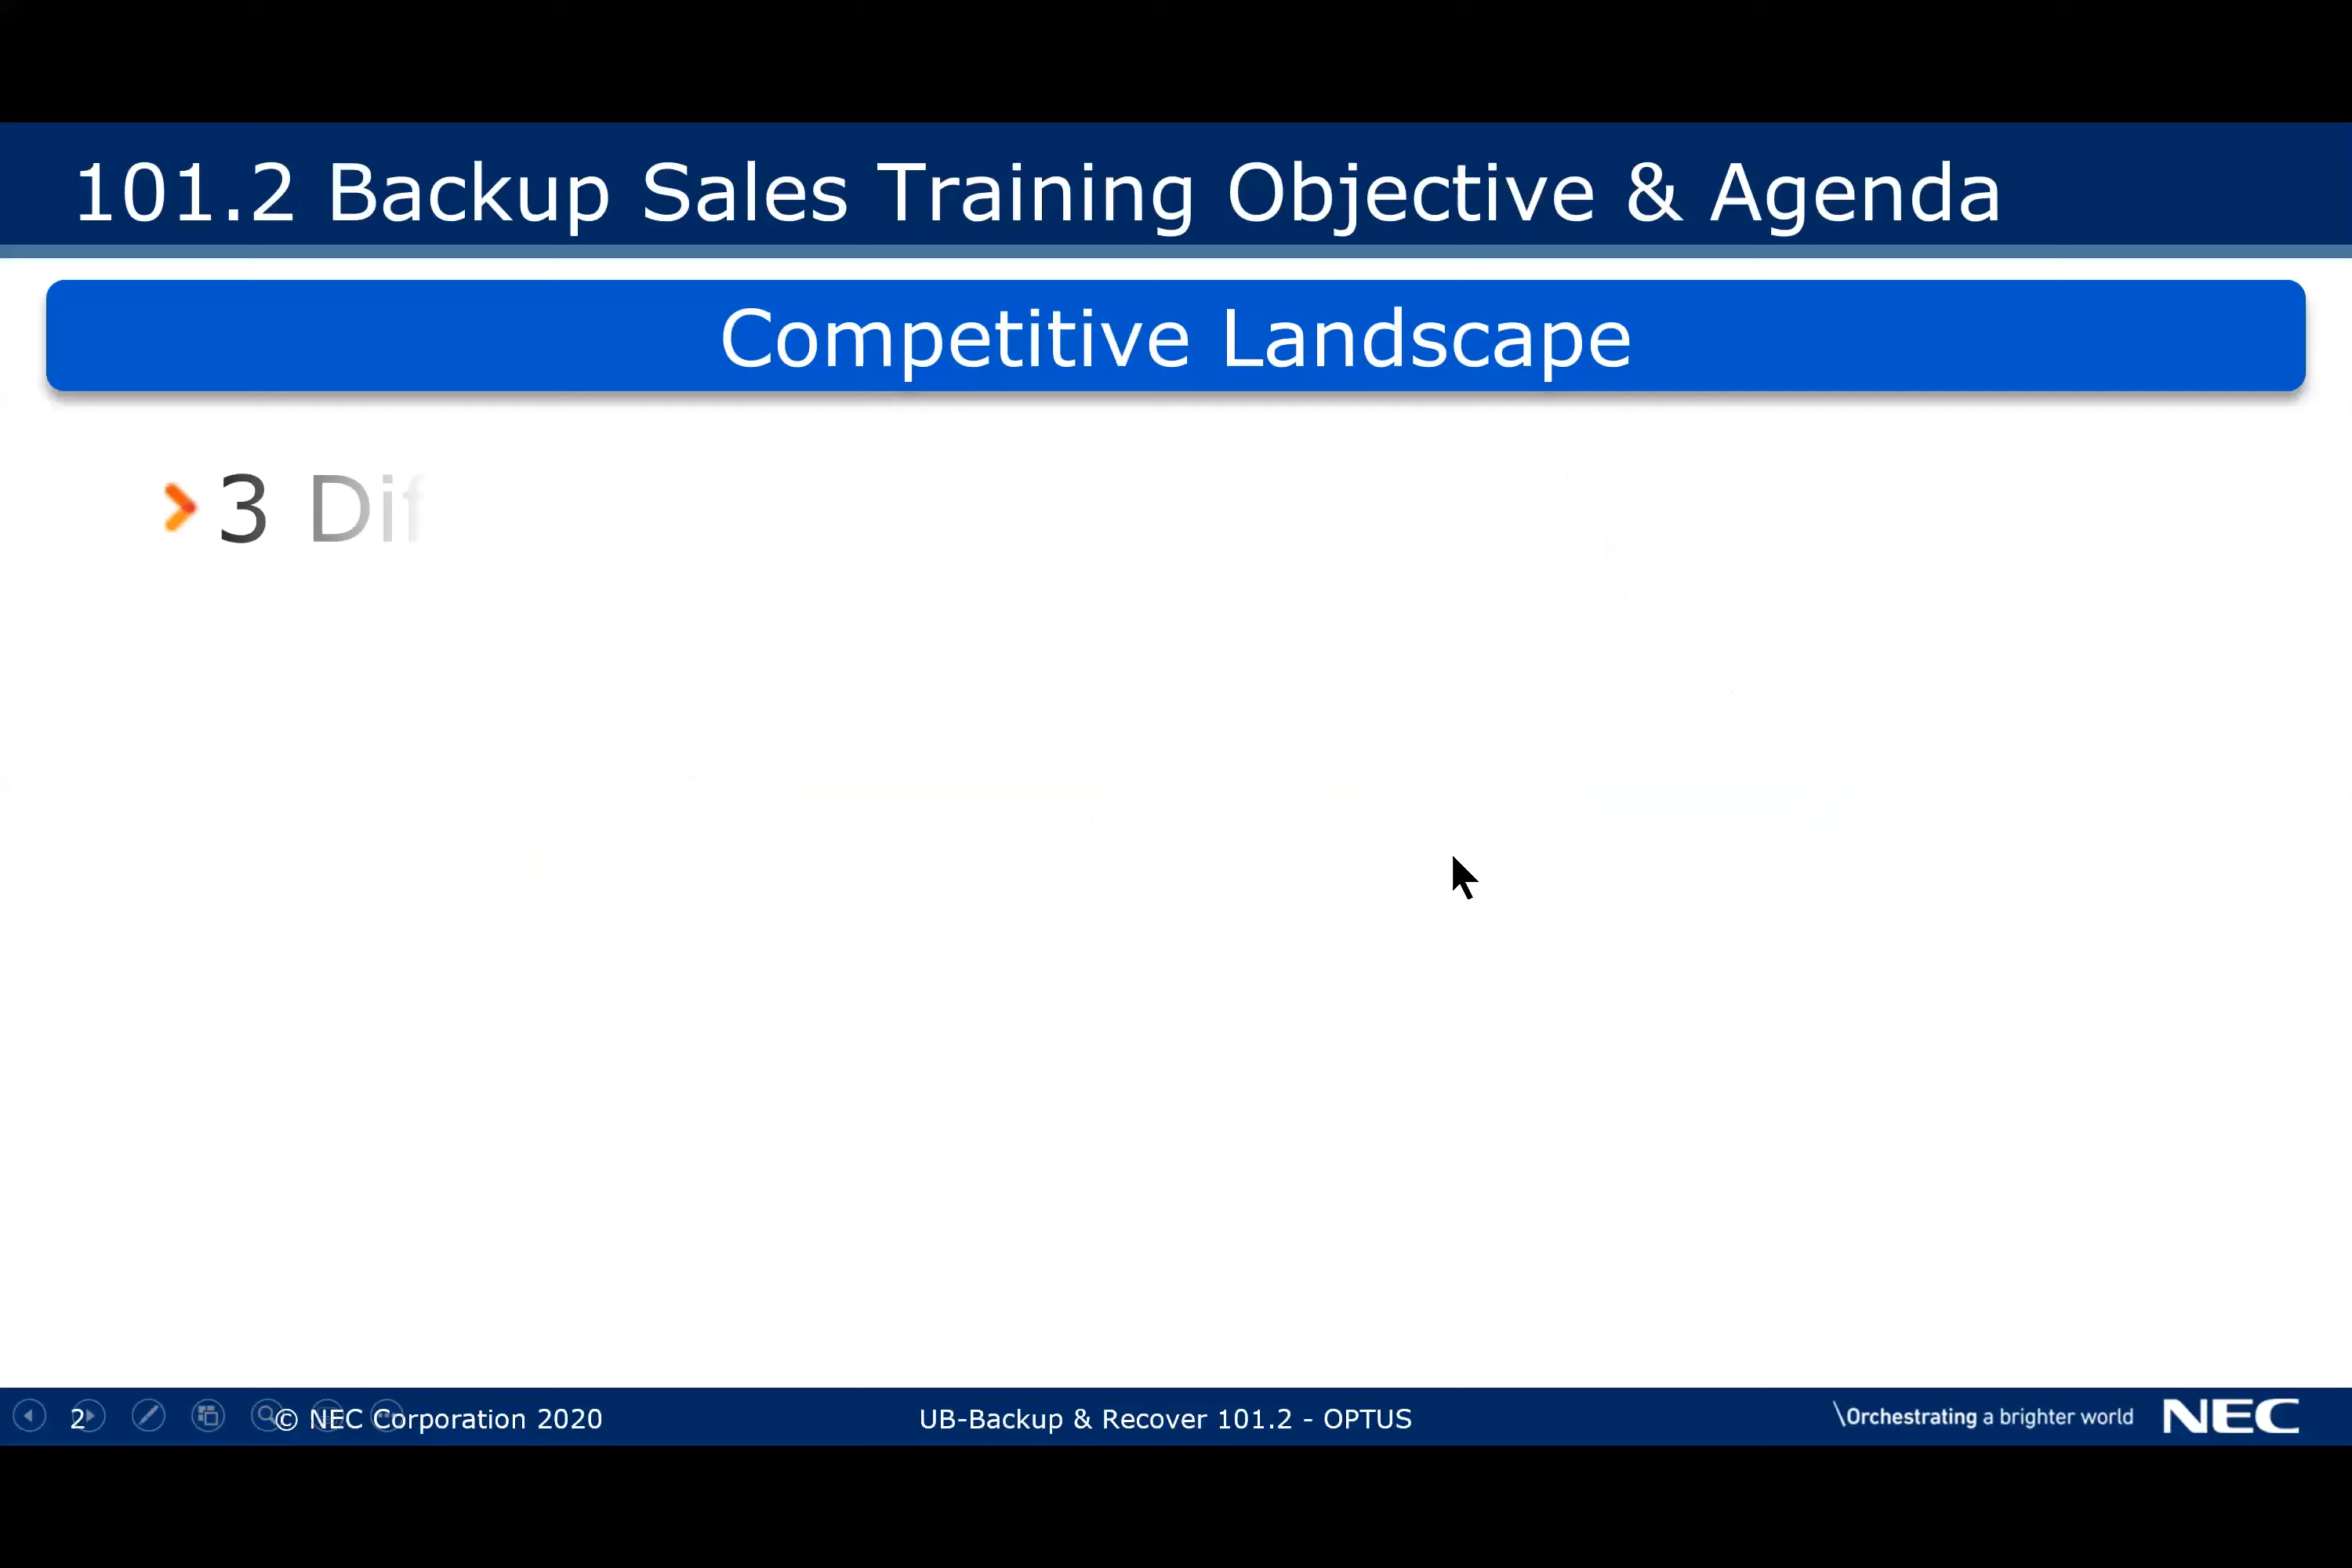 101.2 Backup Sales Training Objective & Agenda
Competitive Landscape
3 Dif
2
© NEC Corporation 2020
UB-Backup & Recover 101.2 - OPTUS
\Orchestrating a brighter world
NEC